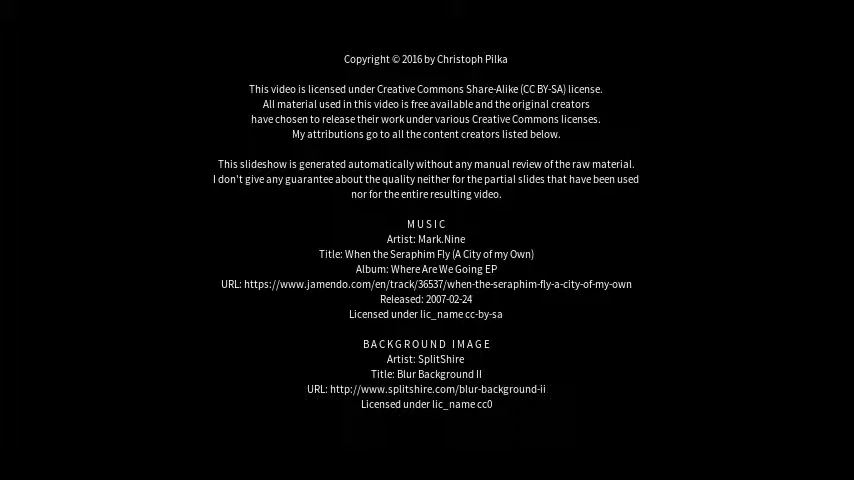 Copyright © 2016 by Christoph Pilka
This video is licensed under Creative Commons Share-Alike (CC BY-SA) license.
All material used in this video is free available and the original creators
have chosen to release their work under various Creative Commons licenses.
My attributions go to all the content creators listed below.
This slideshow is generated automatically without any manual review of the raw material.
I don't give any guarantee about the quality neither for the partial slides that have been used
nor for the entire resulting video.
MUSIC
Artist: Mark.Nine
Title: When the Seraphim Fly (A City of my Own)
Album: Where Are We Going EP
URL: https://www.jamendo.com/en/track/36537/when-the-seraphim-fly-a-city-of-my-own
Released: 2007-02-24
Licensed under lic_name cc-by-sa
BACKGROUND IMAGE
Artist: SplitShire
Title: Blur Background II
URL: http://www.splitshire.com/blur-background-ii
Licensed under lic_name cc0